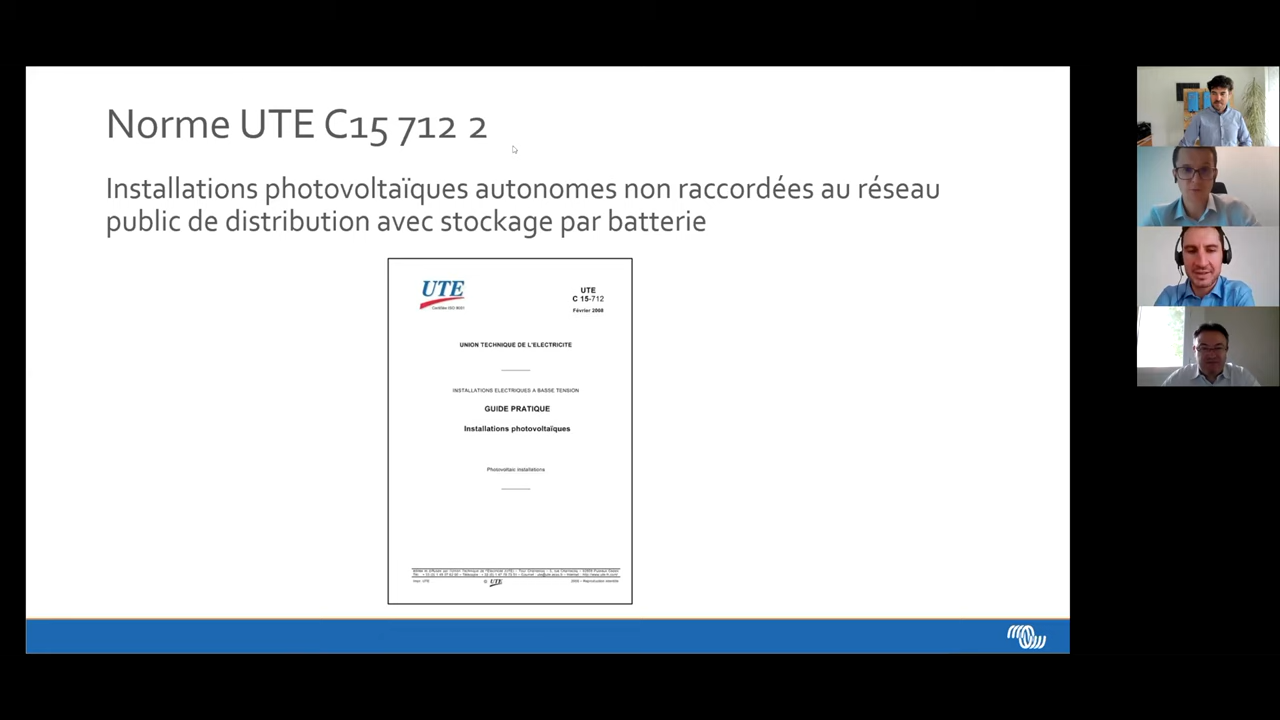 Norme UTE C15 712 2
Installations photovoltaïques autonomes non raccordées au réseau
public de distribution avec stockage par batterie
UTE
UTE
C 15-712
Février 2008
UNION TECHNIQUE DE L'ELECTRICITE
INSTALLATIONS ELECTRIQUES A BASSE TENSION
GUIDE PRATIQUE
Installations photovoltaïques
Photovoltaic installations
UTE